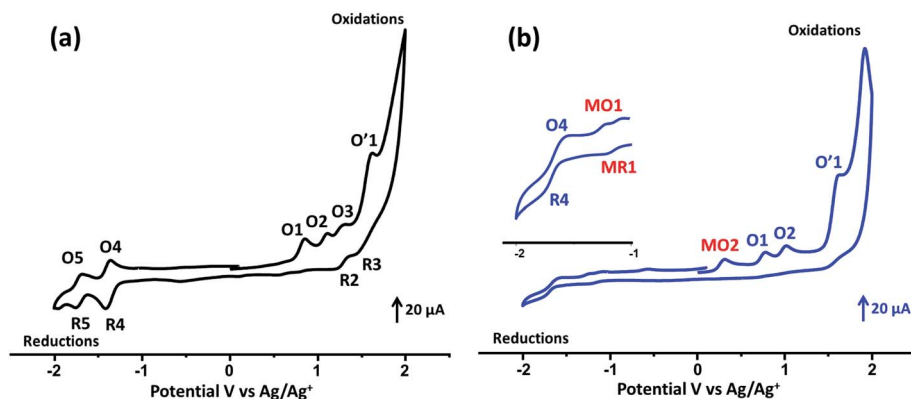 (a)
Oxidations
O'1
O1
O2
O3
O5
O4
R2
R3
R5
R4
20 µA
Reductions
-2
-1
0
1
2
Potential V vs Ag/Ag⁺
(b)
Oxidations
MO1
O4
MR1
R4
-2
-1
O'1
MO2
O1
O2
20 µA
Reductions
-2
-1
0
1
2
Potential V vs Ag/Ag⁺